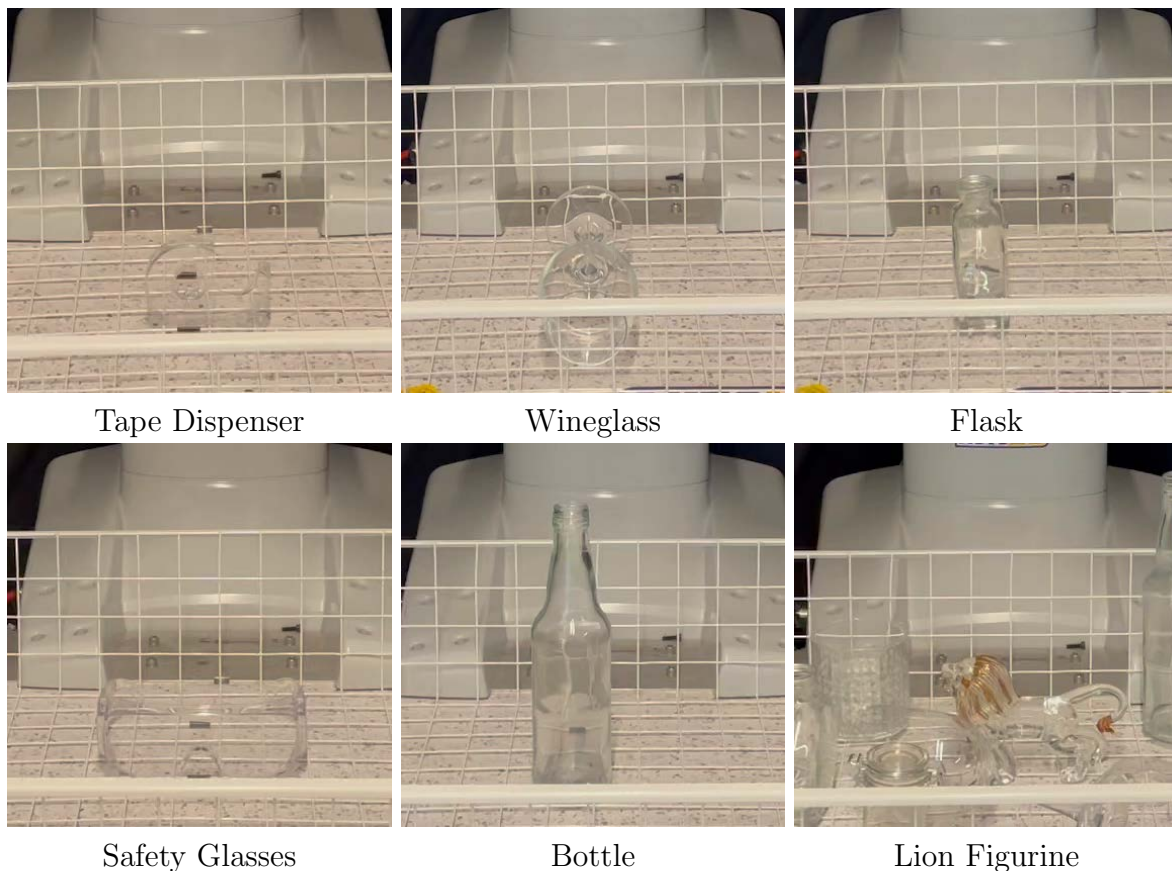 Tape Dispenser
Wineglass
Flask
Safety Glasses
Bottle
Lion Figurine